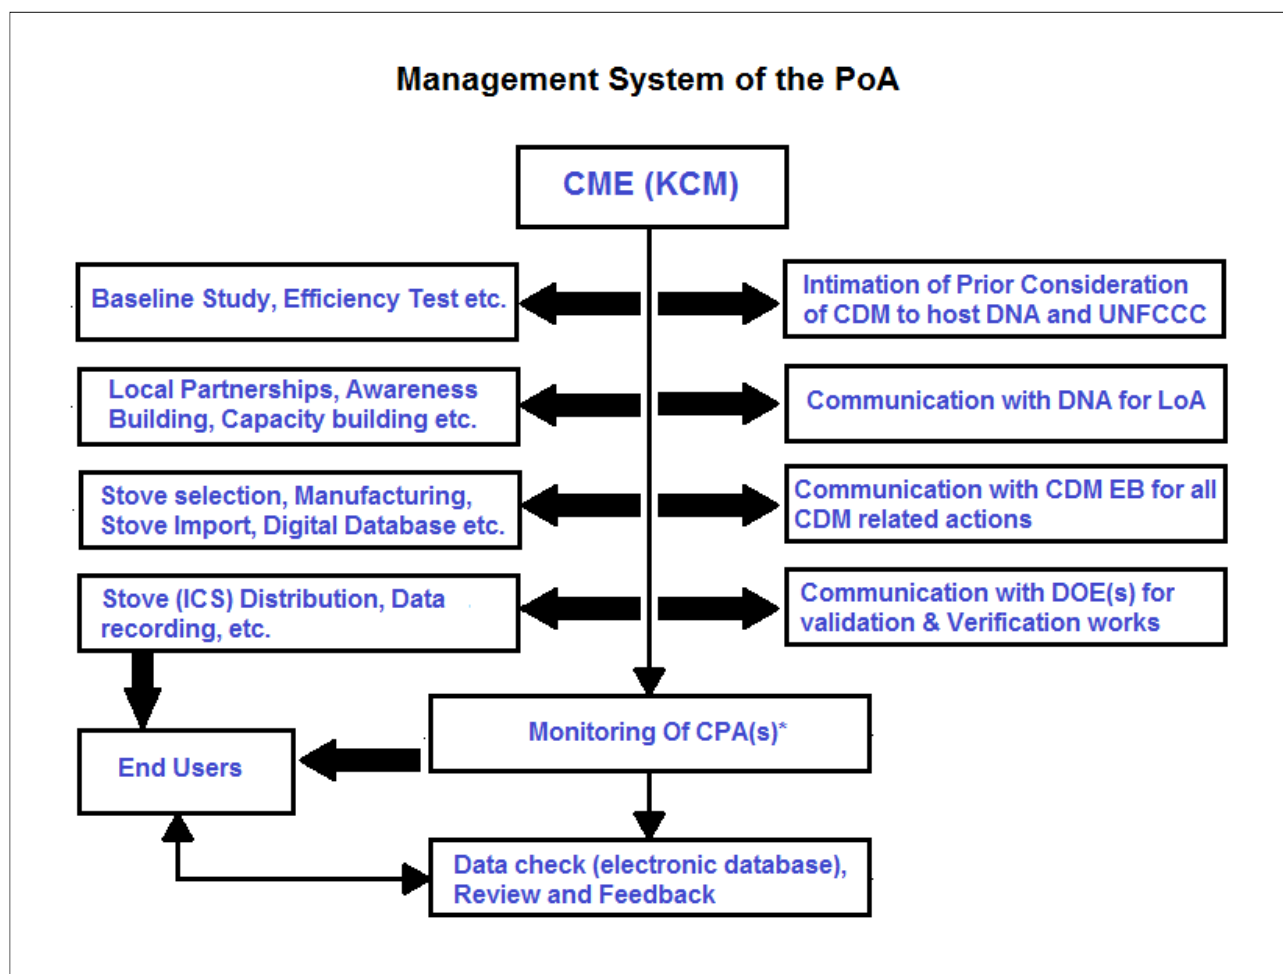 Management System of the PoA
CME (KCM)
Baseline Study, Efficiency Test etc.
Intimation of Prior Consideration
of CDM to host DNA and UNFCCC
Local Partnerships, Awareness
Building, Capacity building etc.
Communication with DNA for LoA
Stove selection, Manufacturing,
Stove Import, Digital Database etc.
Communication with CDM EB for all
CDM related actions
Stove (ICS) Distribution, Data
recording, etc.
Communication with DOE(s) for
validation & Verification works
Monitoring Of CPA(s)*
End Users
Data check (electronic database),
Review and Feedback